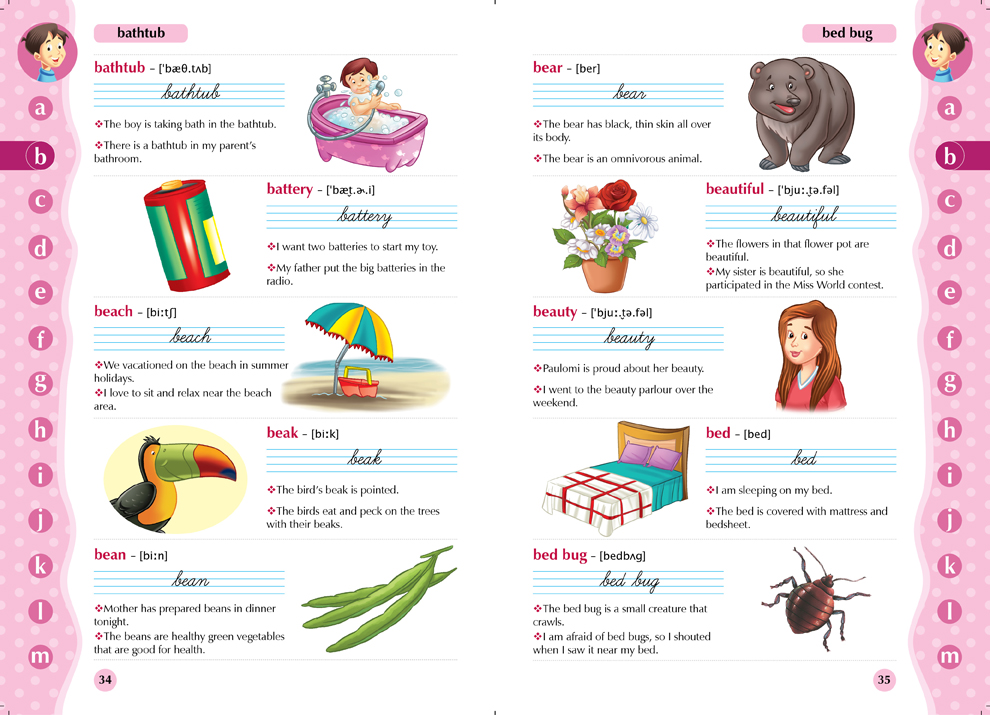 bathtub
bathtub – ['bæθ.tʌb]
bathtub
❖The boy is taking bath in the bathtub.
❖There is a bathtub in my parent's
bathroom.
battery – ['bæt̬.ɚ.i]
battery
❖I want two batteries to start my toy.
❖My father put the big batteries in the
radio.
beach – [biːtʃ]
beach
❖We vacationed on the beach in summer
holidays.
❖I love to sit and relax near the beach
area.
beak – [biːk]
beak
❖The bird's beak is pointed.
❖The birds eat and peck on the trees
with their beaks.
bean – [biːn]
bean
❖Mother has prepared beans in dinner
tonight.
❖The beans are healthy green vegetables
that are good for health.
34
a
b
c
d
e
f
g
h
i
j
k
l
m
bed bug
bear – [ber]
bear
❖The bear has black, thin skin all over
its body.
❖The bear is an omnivorous animal.
beautiful – ['bjuː.t̬ə.fəl]
beautiful
❖The flowers in that flower pot are
beautiful.
❖My sister is beautiful, so she
participated in the Miss World contest.
beauty – ['bjuː.t̬ə.fəl]
beauty
❖Paulomi is proud about her beauty.
❖I went to the beauty parlour over the
weekend.
bed – [bed]
bed
❖I am sleeping on my bed.
❖The bed is covered with mattress and
bedsheet.
bed bug – [bedbʌg]
bed bug
❖The bed bug is a small creature that
crawls.
❖I am afraid of bed bugs, so I shouted
when I saw it near my bed.
35
a
b
c
d
e
f
g
h
i
j
k
l
m